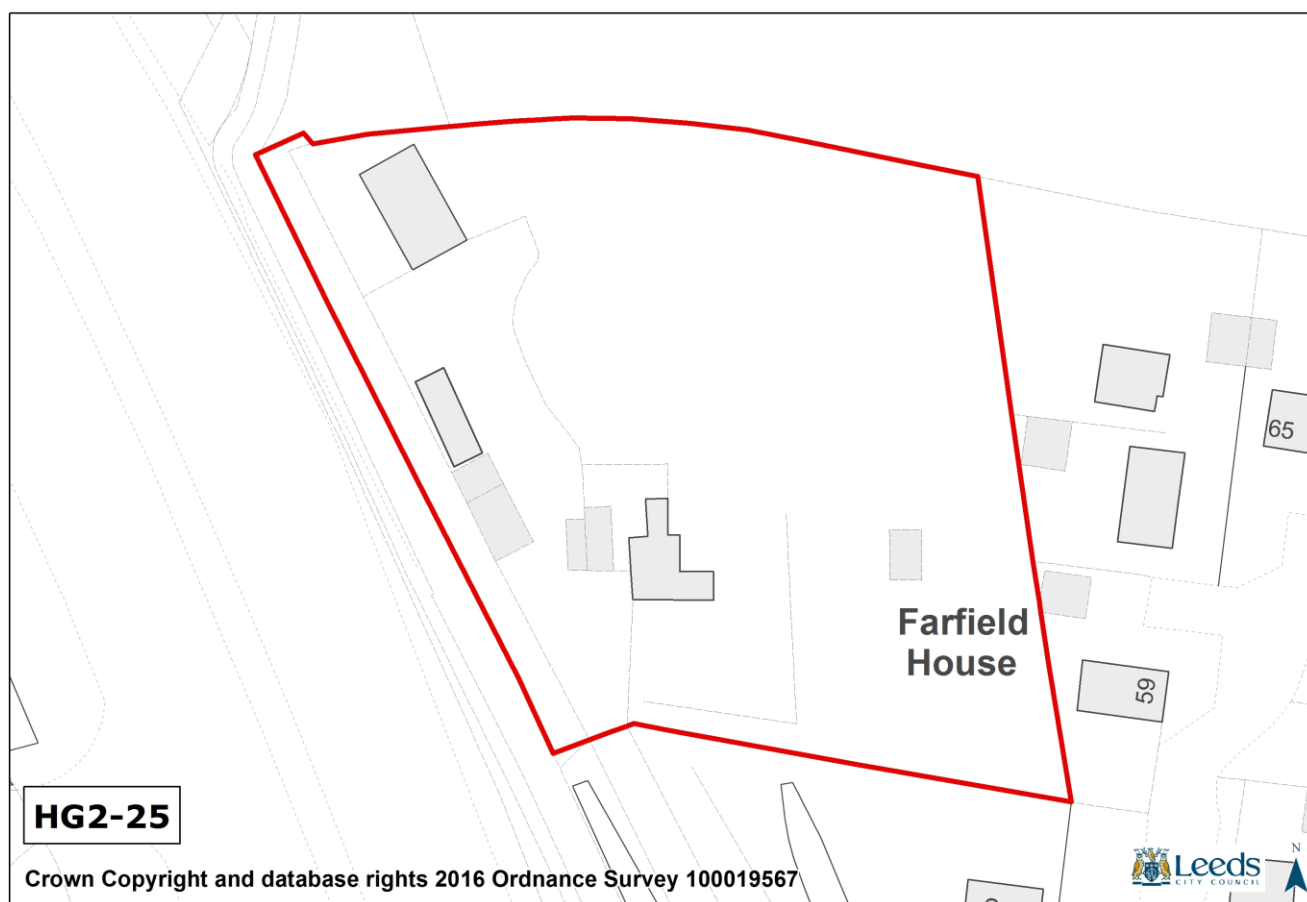 65
Farfield
House
59
HG2-25
Crown Copyright and database rights 2016 Ordnance Survey 100019567
Leeds
CITY COUNCIL
N